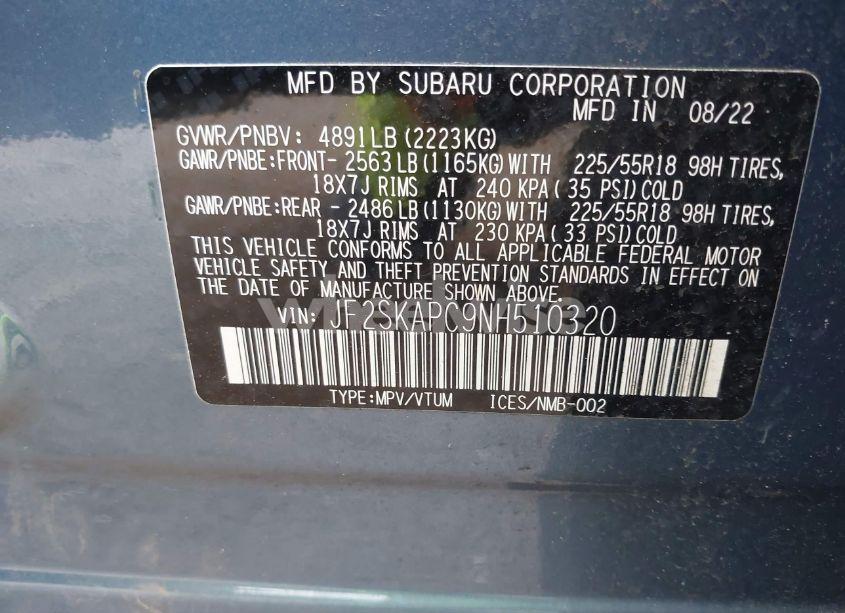 MFD BY SUBARU CORPORATION
MFD IN 08/22
GVWR/PNBV: 4891LB (2223KG)
GAWR/PNBE:FRONT- 2563LB(1165KG)WITH 225/55R18 98H TIRES,
18X7J RIMS AT 240 KPA( 35 PSI)COLD
GAWR/PNBE:REAR - 2486LB(1130KG)WITH 225/55R18 98H TIRES,
18X7J RIMS AT 230 KPA( 33 PSI)COLD
THIS VEHICLE CONFORMS TO ALL APPLICABLE FEDERAL MOTOR
VEHICLE SAFETY AND THEFT PREVENTION STANDARDS IN EFFECT ON
THE DATE OF MANUFACTURE SHOWN ABOVE.
VIN: JF2SKAPC9NH510320
TYPE:MPV/VTUM ICES/NMB-002